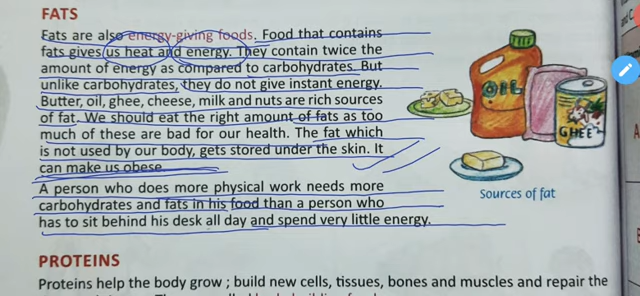 FATS
Fats are also energy-giving foods. Food that contains
fats gives us heat and energy. They contain twice the
amount of energy as compared to carbohydrates. But
unlike carbohydrates, they do not give instant energy.
Butter, oil, ghee, cheese, milk and nuts are rich sources
of fat. We should eat the right amount of fats as too
much of these are bad for our health. The fat which
is not used by our body, gets stored under the skin. It
can make us obese.
A person who does more physical work needs more
carbohydrates and fats in his food than a person who
has to sit behind his desk all day and spend very little energy.
OIL
GHEE
Sources of fat
PROTEINS
Proteins help the body grow ; build new cells, tissues, bones and muscles and repair the